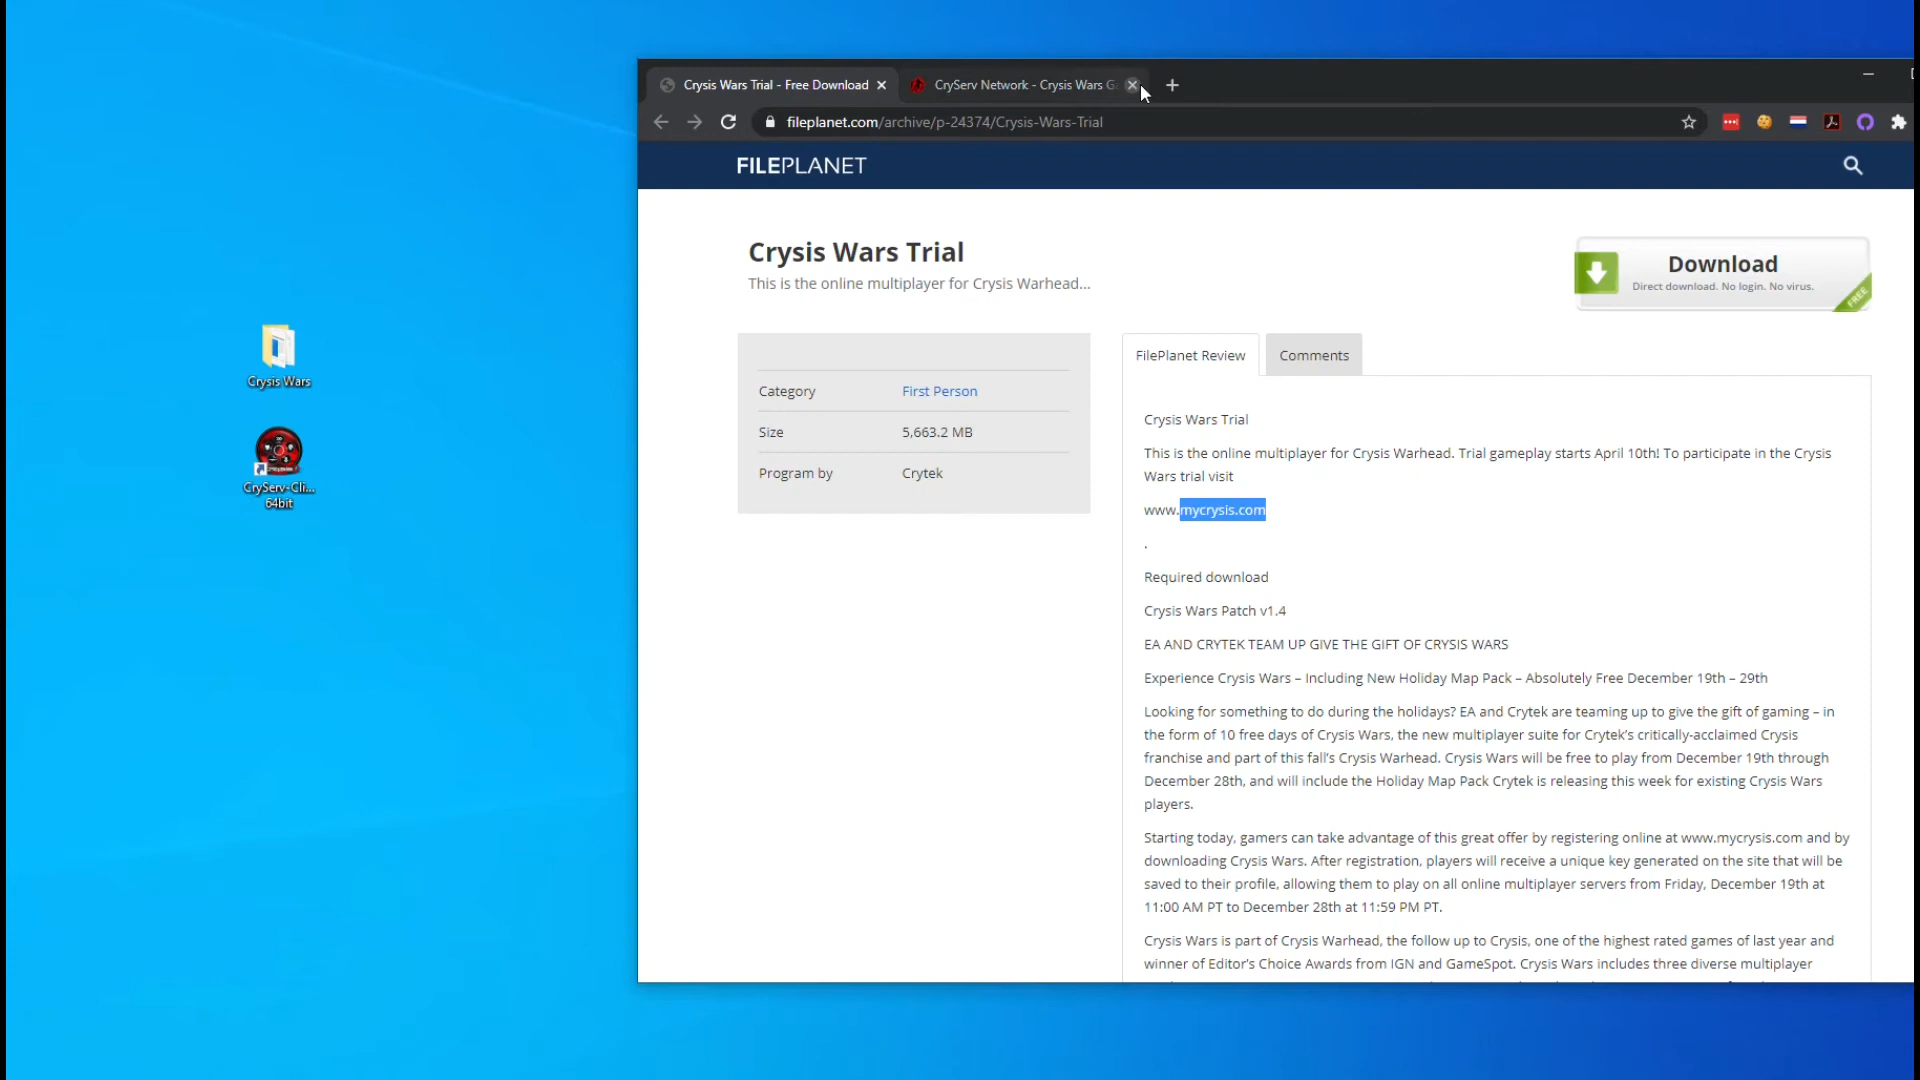 Crysis Wars Trial - Free Download
CryServ Network - Crysis Wars G
fileplanet.com/archive/p-24374/Crysis-Wars-Trial
FILEPLANET
Crysis Wars Trial
This is the online multiplayer for Crysis Warhead...
Download
Direct download. No login. No virus.
FREE
Category First Person
Size 5,663.2 MB
Program by Crytek
FilePlanet Review
Comments
Crysis Wars Trial
This is the online multiplayer for Crysis Warhead. Trial gameplay starts April 10th! To participate in the Crysis
Wars trial visit
www.mycrysis.com
.
Required download
Crysis Wars Patch v1.4
EA AND CRYTEK TEAM UP GIVE THE GIFT OF CRYSIS WARS
Experience Crysis Wars – Including New Holiday Map Pack – Absolutely Free December 19th – 29th
Looking for something to do during the holidays? EA and Crytek are teaming up to give the gift of gaming – in
the form of 10 free days of Crysis Wars, the new multiplayer suite for Crytek's critically-acclaimed Crysis
franchise and part of this fall's Crysis Warhead. Crysis Wars will be free to play from December 19th through
December 28th, and will include the Holiday Map Pack Crytek is releasing this week for existing Crysis Wars
players.
Starting today, gamers can take advantage of this great offer by registering online at www.mycrysis.com and by
downloading Crysis Wars. After registration, players will receive a unique key generated on the site that will be
saved to their profile, allowing them to play on all online multiplayer servers from Friday, December 19th at
11:00 AM PT to December 28th at 11:59 PM PT.
Crysis Wars is part of Crysis Warhead, the follow up to Crysis, one of the highest rated games of last year and
winner of Editor's Choice Awards from IGN and GameSpot. Crysis Wars includes three diverse multiplayer
Crysis Wars
CryServ-Cli...
64bit